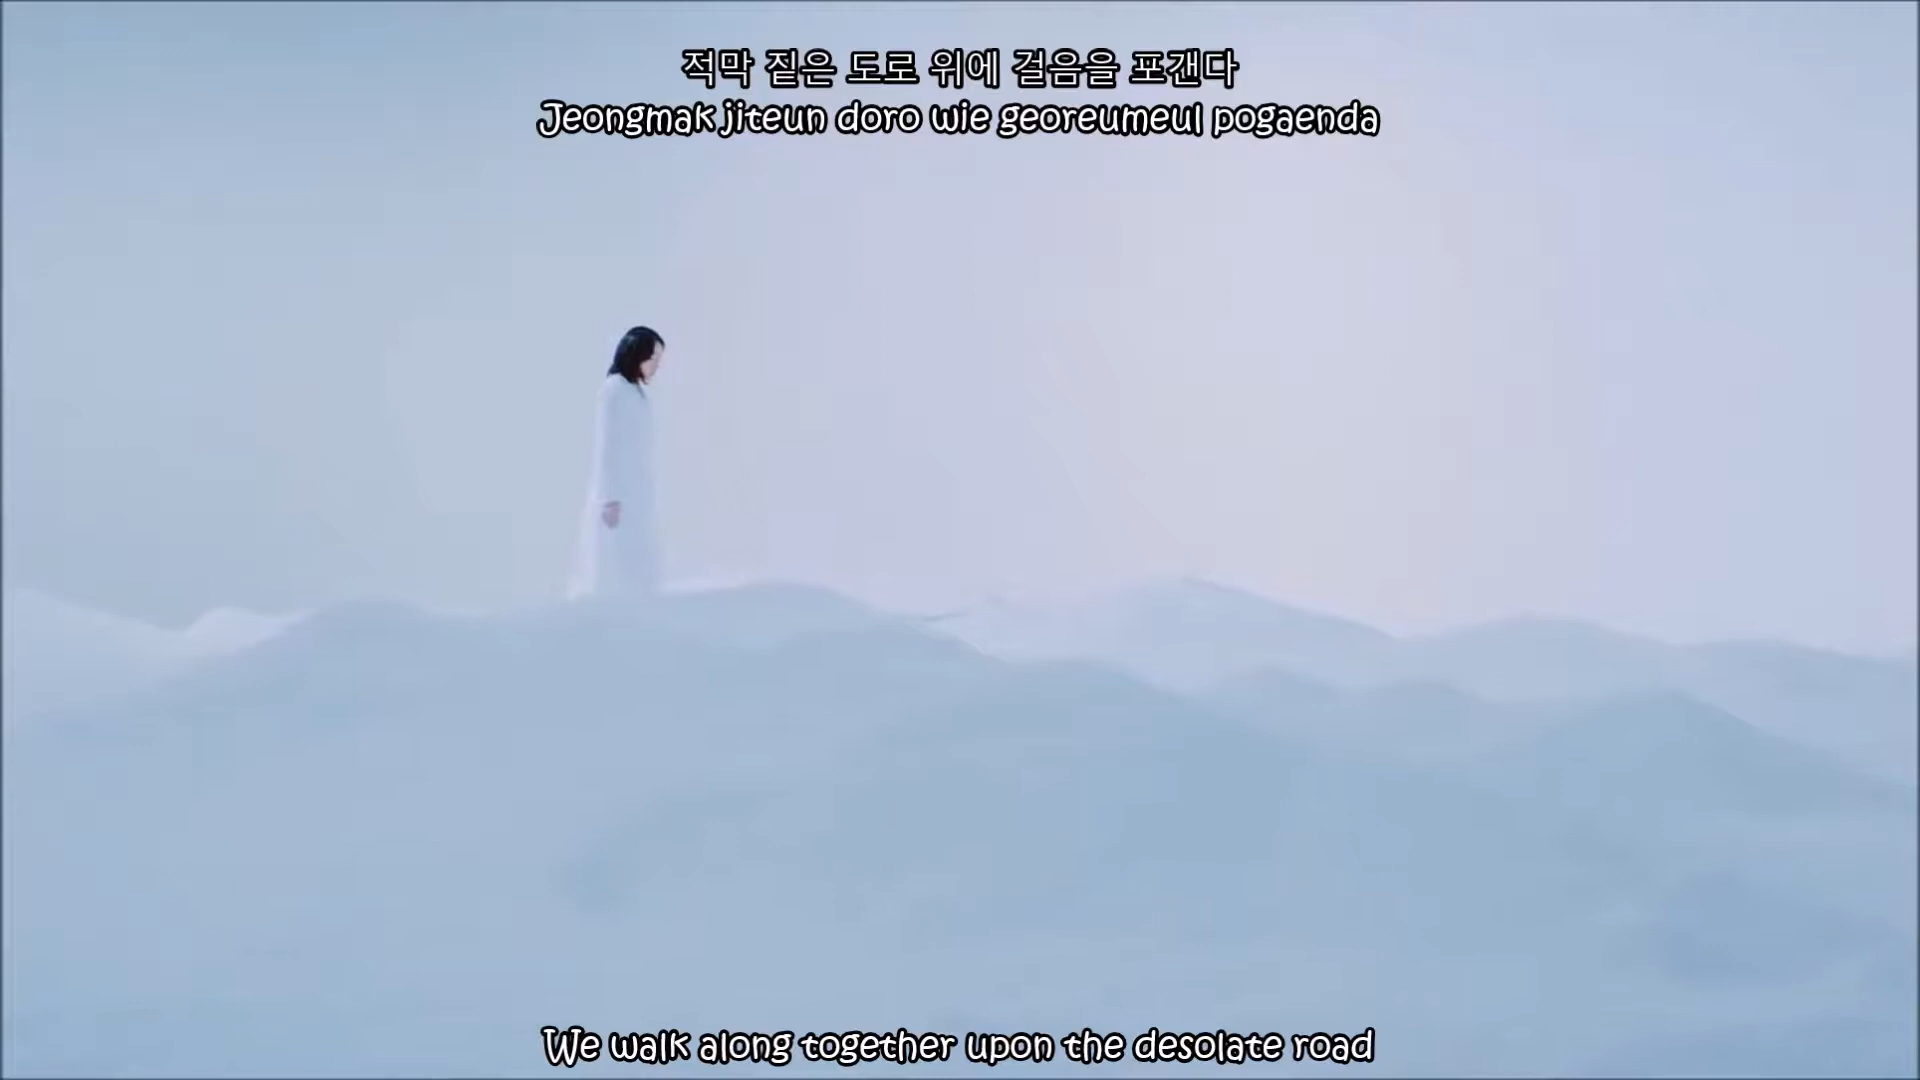 적막 짙은 도로 위에 걸음을 포갠다
Jeongmak jiteun doro wie georeumeul pogaenda
We walk along together upon the desolate road